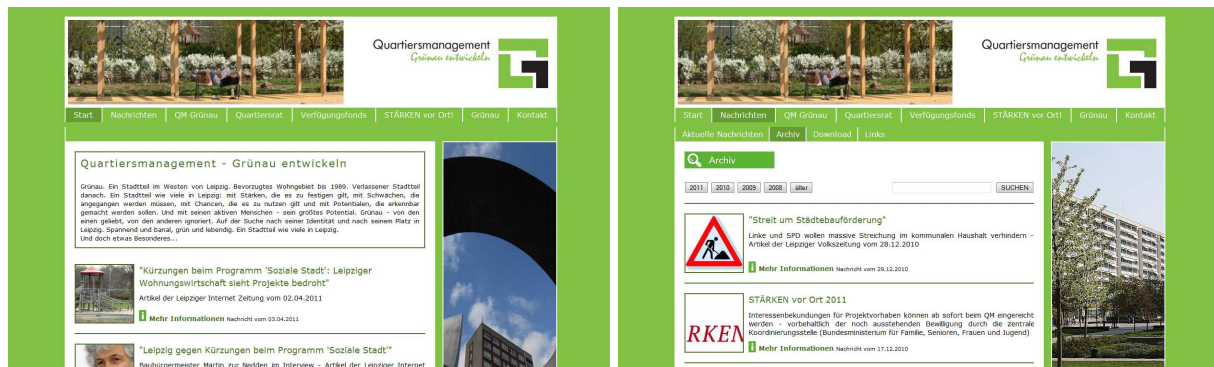 Quartiersmanagement
Grünau entwickeln
Start Nachrichten QM Grünau Quartiersrat Verfügungsfonds STÄRKEN vor Ort! Grünau Kontakt
Quartiersmanagement - Grünau entwickeln
Grünau. Ein Stadtteil im Westen von Leipzig. Bevorzugtes Wohngebiet bis 1989. Verlassener Stadtteil
danach. Ein Stadtteil wie viele in Leipzig: mit Stärken, die es zu festigen gilt, mit Schwächen, die
angegangen werden müssen, mit Chancen, die es zu nutzen gilt und mit Potentialen, die erkennbar
gemacht werden sollen. Und mit seinen aktiven Menschen - sein größtes Potential. Grünau - von den
einen geliebt, von den anderen ignoriert. Auf der Suche nach seiner Identität und nach seinem Platz in
Leipzig. Spannend und banal, grün und lebendig. Ein Stadtteil wie viele in Leipzig.
Und doch etwas Besonderes...
"Kürzungen beim Programm 'Soziale Stadt': Leipziger
Wohnungswirtschaft sieht Projekte bedroht"
Artikel der Leipziger Internet Zeitung vom 02.04.2011
i Mehr Informationen Nachricht vom 03.04.2011
"Leipzig gegen Kürzungen beim Programm 'Soziale Stadt'"
Baubürgermeister Martin zur Nedden im Interview - Artikel der Leipziger Internet
Quartiersmanagement
Grünau entwickeln
Start Nachrichten QM Grünau Quartiersrat Verfügungsfonds STÄRKEN vor Ort! Grünau Kontakt
Aktuelle Nachrichten Archiv Download Links
Archiv
2011 2010 2009 2008 älter SUCHEN
"Streit um Städtebauförderung"
Linke und SPD wollen massive Streichung im kommunalen Haushalt verhindern -
Artikel der Leipziger Volkszeitung vom 28.12.2010
i Mehr Informationen Nachricht vom 29.12.2010
RKEN
STÄRKEN vor Ort 2011
Interessenbekundungen für Projektvorhaben können ab sofort beim QM eingereicht
werden - vorbehaltlich der noch ausstehenden Bewilligung durch die zentrale
Koordinierungsstelle (Bundesministerium für Familie, Senioren, Frauen und Jugend)
i Mehr Informationen Nachricht vom 17.12.2010